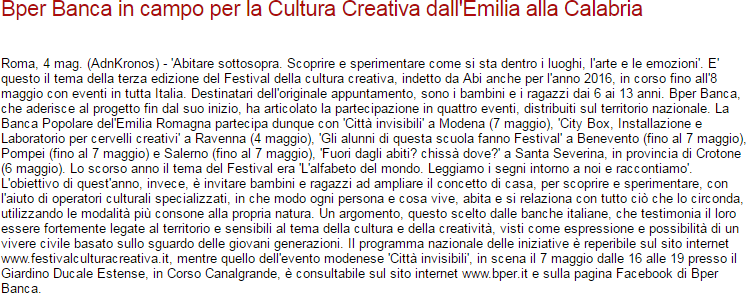 Bper Banca in campo per la Cultura Creativa dall'Emilia alla Calabria
Roma, 4 mag. (AdnKronos) - 'Abitare sottosopra. Scoprire e sperimentare come si sta dentro i luoghi, l'arte e le emozioni'. E'
questo il tema della terza edizione del Festival della cultura creativa, indetto da Abi anche per l'anno 2016, in corso fino all'8
maggio con eventi in tutta Italia. Destinatari dell'originale appuntamento, sono i bambini e i ragazzi dai 6 ai 13 anni. Bper Banca,
che aderisce al progetto fin dal suo inizio, ha articolato la partecipazione in quattro eventi, distribuiti sul territorio nazionale. La
Banca Popolare del'Emilia Romagna partecipa dunque con 'Città invisibili' a Modena (7 maggio), 'City Box, Installazione e
Laboratorio per cervelli creativi' a Ravenna (4 maggio), 'Gli alunni di questa scuola fanno Festival' a Benevento (fino al 7 maggio),
Pompei (fino al 7 maggio) e Salerno (fino al 7 maggio), 'Fuori dagli abiti? chissà dove?' a Santa Severina, in provincia di Crotone
(6 maggio). Lo scorso anno il tema del Festival era 'L'alfabeto del mondo. Leggiamo i segni intorno a noi e raccontiamo'.
L'obiettivo di quest'anno, invece, è invitare bambini e ragazzi ad ampliare il concetto di casa, per scoprire e sperimentare, con
l'aiuto di operatori culturali specializzati, in che modo ogni persona e cosa vive, abita e si relaziona con tutto ciò che lo circonda,
utilizzando le modalità più consone alla propria natura. Un argomento, questo scelto dalle banche italiane, che testimonia il loro
essere fortemente legate al territorio e sensibili al tema della cultura e della creatività, visti come espressione e possibilità di un
vivere civile basato sullo sguardo delle giovani generazioni. Il programma nazionale delle iniziative è reperibile sul sito internet
www.festivalculturacreativa.it, mentre quello dell'evento modenese 'Città invisibili', in scena il 7 maggio dalle 16 alle 19 presso il
Giardino Ducale Estense, in Corso Canalgrande, è consultabile sul sito internet www.bper.it e sulla pagina Facebook di Bper
Banca.